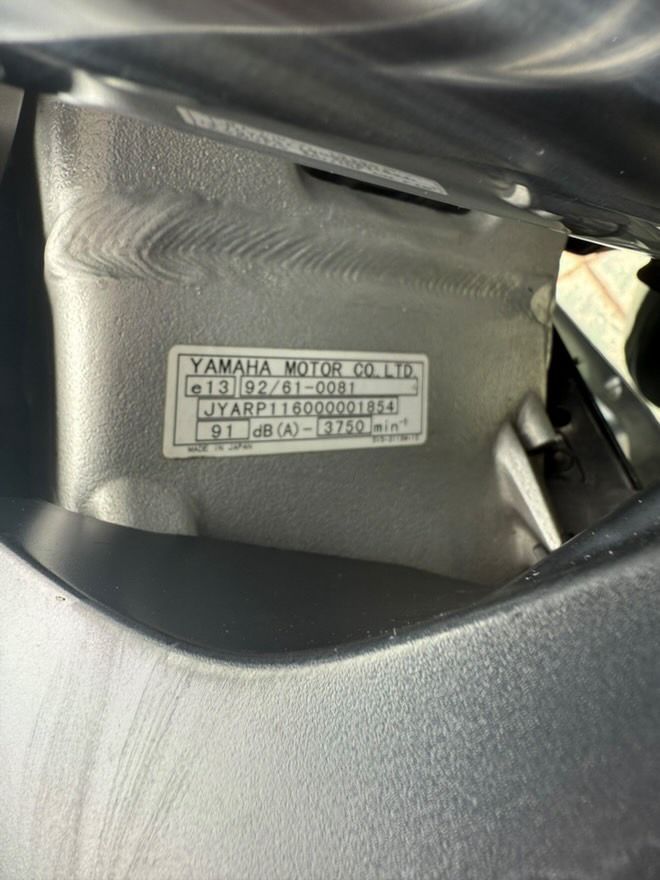 YAMAHA MOTOR CO.,LTD.
e13 92/61-0081
JYARP116000001854
91 dB(A)- 3750 min⁻¹
MADE IN JAPAN